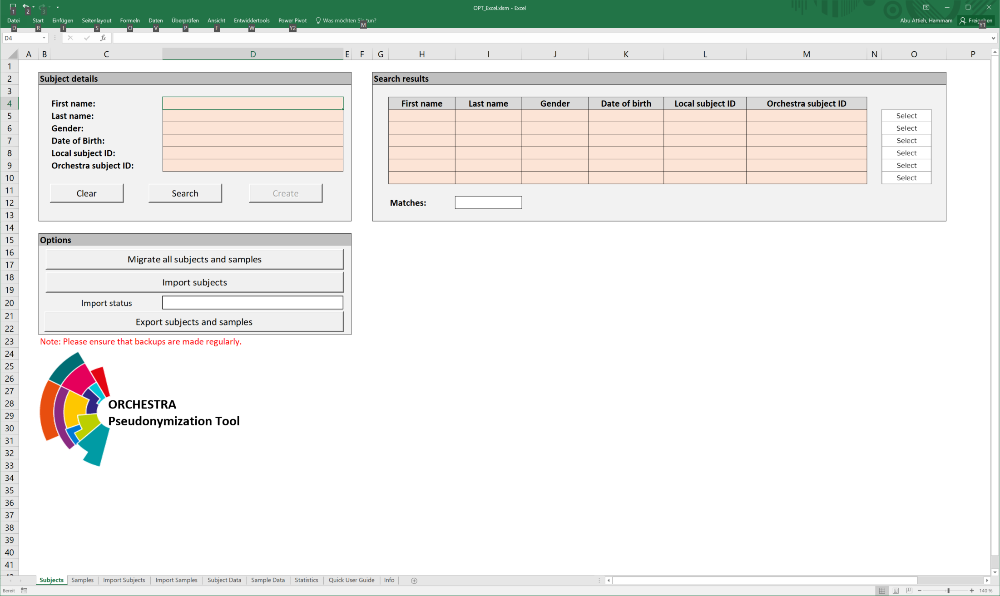 1 2 3
OPT_Excel.xlsm - Excel
Datei Start Einfügen Seitenlayout Formeln Daten Überprüfen Ansicht Entwicklertools Power Pivot Was möchten Sie tun? Abu Attieh, Hammam Freigeben
D R I S O V P F W Y2 M Y1
D4 fx
A B C D E F G H I J K L M N O P
1
2 Subject details Search results
3
4 First name: First name Last name Gender Date of birth Local subject ID Orchestra subject ID
5 Last name: Select
6 Gender: Select
7 Date of Birth: Select
8 Local subject ID: Select
9 Orchestra subject ID: Select
10 Select
11 Clear Search Create
12 Matches:
13
14
15 Options
16 Migrate all subjects and samples
17
18 Import subjects
19
20 Import status
21 Export subjects and samples
22
23 Note: Please ensure that backups are made regularly.
24
25
26
27
28 ORCHESTRA
29 Pseudonymization Tool
30
31
32
33
34
35
36
37
38
39
40
41
Subjects Samples Import Subjects Import Samples Subject Data Sample Data Statistics Quick User Guide Info
Bereit 140 %